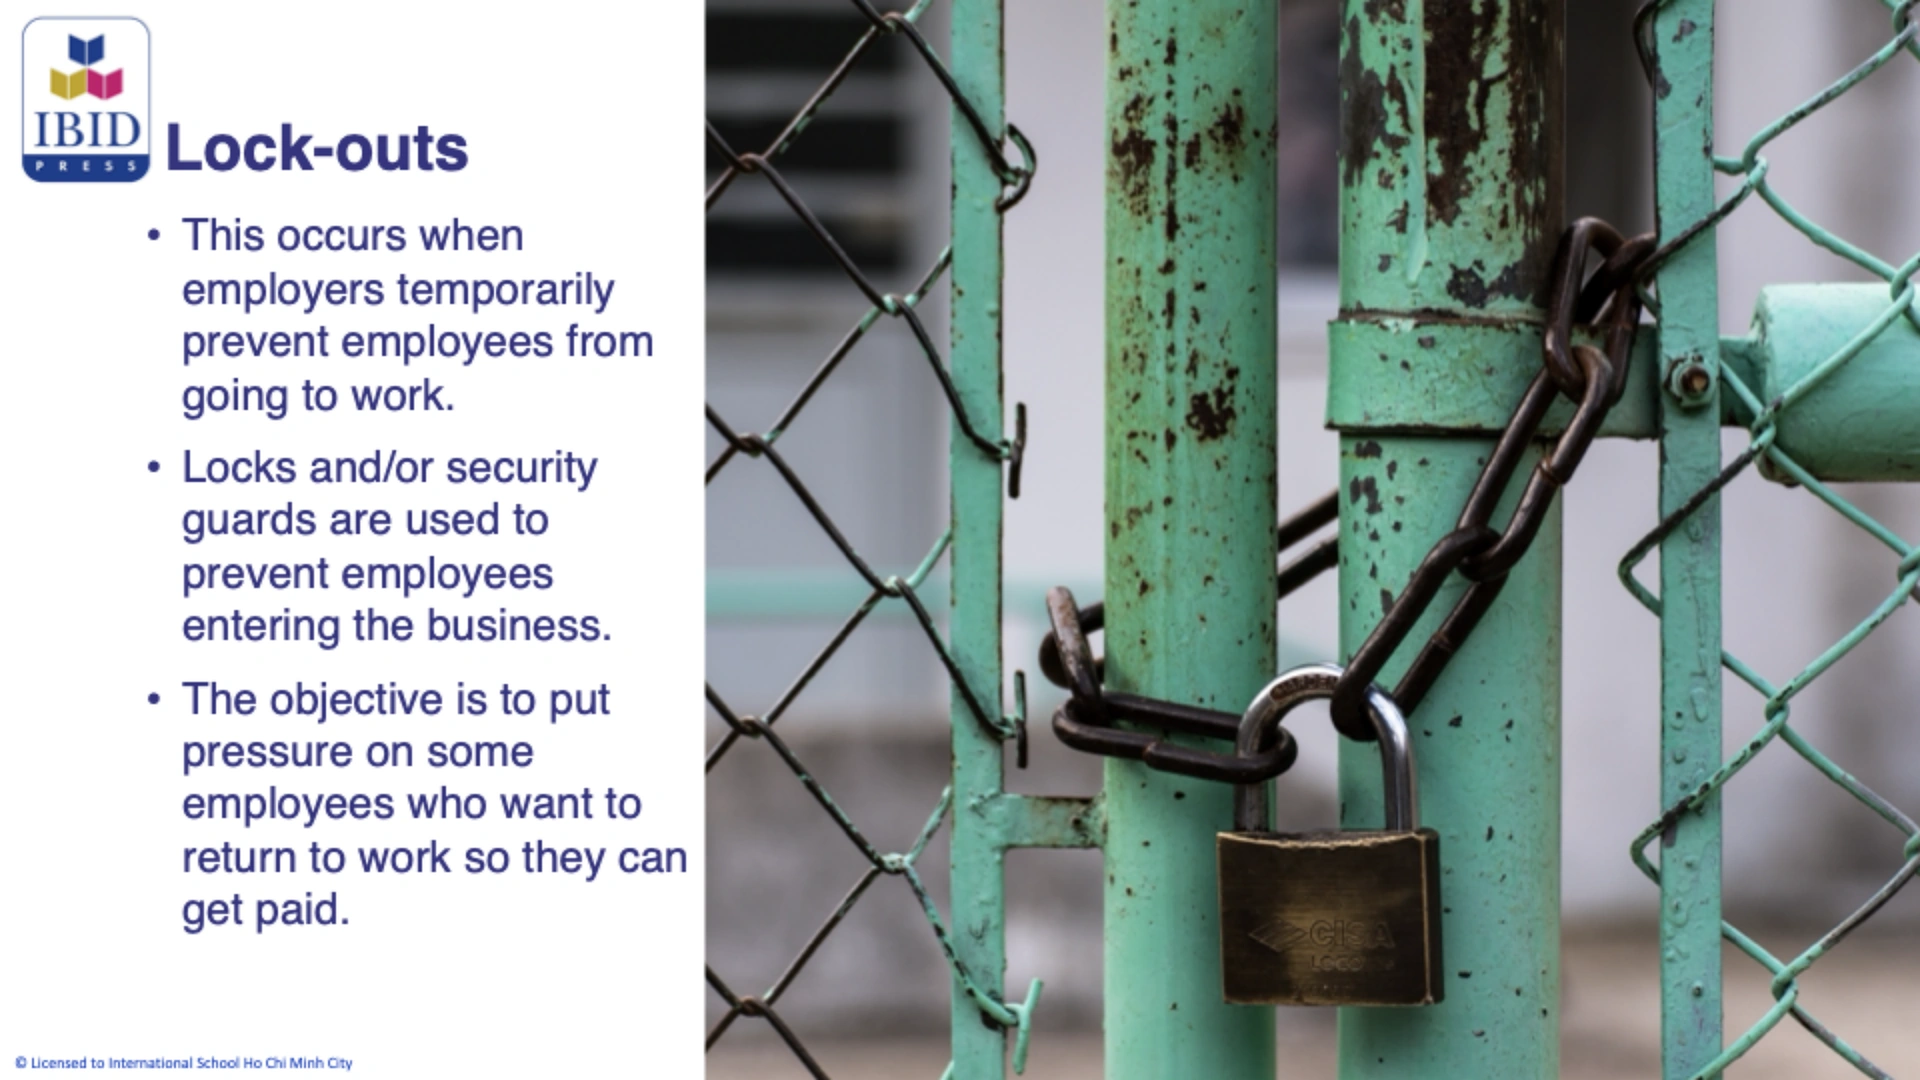 IBID
PRESS
Lock-outs
• This occurs when
employers temporarily
prevent employees from
going to work.
• Locks and/or security
guards are used to
prevent employees
entering the business.
• The objective is to put
pressure on some
employees who want to
return to work so they can
get paid.
CISA
© Licensed to International School Ho Chi Minh City